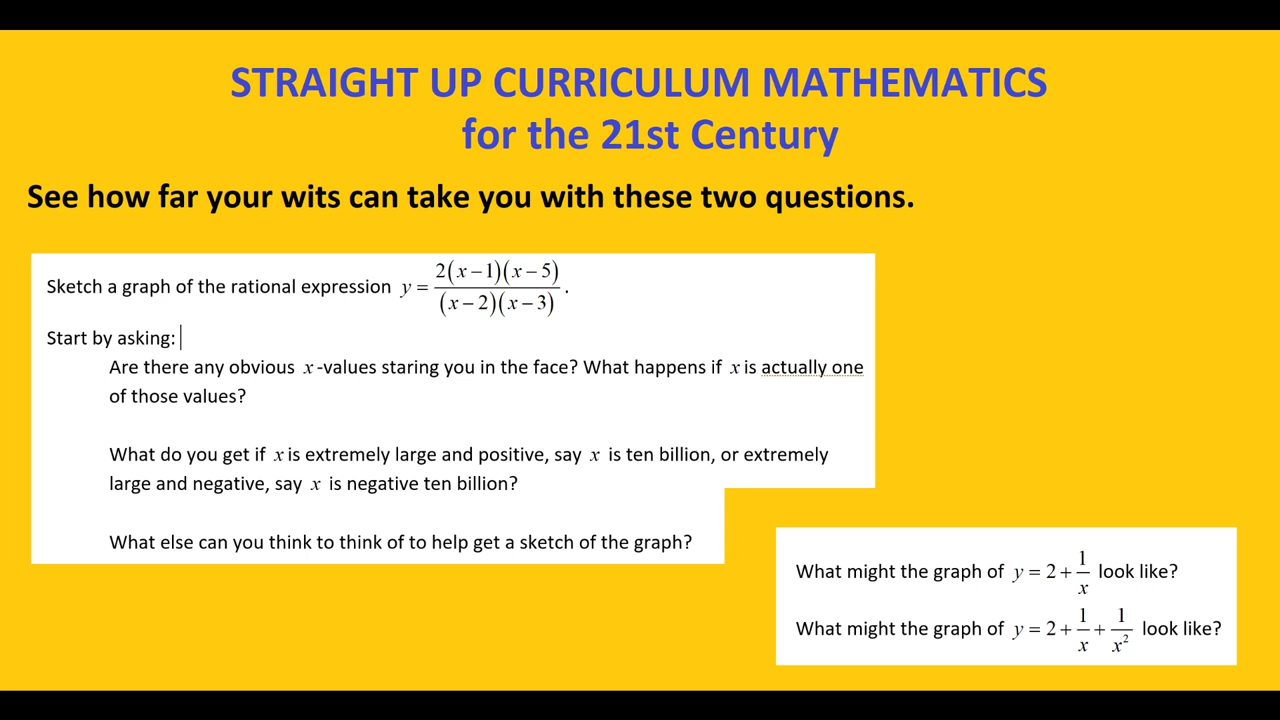 STRAIGHT UP CURRICULUM MATHEMATICS
for the 21st Century
See how far your wits can take you with these two questions.
Sketch a graph of the rational expression y = 2(x−1)(x−5) / (x−2)(x−3) .
Start by asking:
Are there any obvious x-values staring you in the face? What happens if x is actually one
of those values?
What do you get if x is extremely large and positive, say x is ten billion, or extremely
large and negative, say x is negative ten billion?
What else can you think to think of to help get a sketch of the graph?
What might the graph of y = 2 + 1/x look like?
What might the graph of y = 2 + 1/x + 1/x² look like?